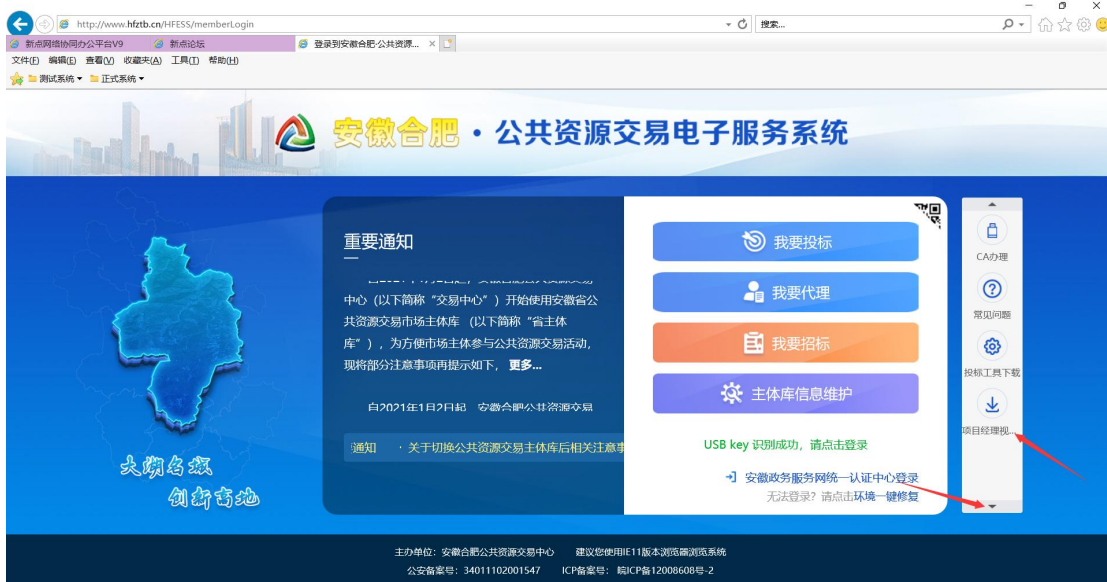 http://www.hfztb.cn/HFESS/memberLogin
搜索...
新点网络协同办公平台V9
新点论坛
登录到安徽合肥·公共资源...
文件(F) 编辑(E) 查看(V) 收藏夹(A) 工具(T) 帮助(H)
测试系统
正式系统
安徽合肥·公共资源交易电子服务系统
重要通知
中心(以下简称“交易中心”)开始使用安徽省公
共资源交易市场主体库 (以下简称“省主体
库”),为方便市场主体参与公共资源交易活动,
现将部分注意事项再提示如下, 更多...
自2021年1月2日起 安徽合肥公共资源交易
通知 ·关于切换公共资源交易主体库后相关注意事
我要投标
我要代理
我要招标
主体库信息维护
USB key 识别成功,请点击登录
安徽政务服务网统一认证中心登录
无法登录?请点击环境一键修复
CA办理
常见问题
投标工具下载
项目经理视...
大湖名城
创新高地
主办单位:安徽合肥公共资源交易中心 建议您使用IE11版本浏览器浏览系统
公安备案号:34011102001547 ICP备案号: 皖ICP备12008608号-2